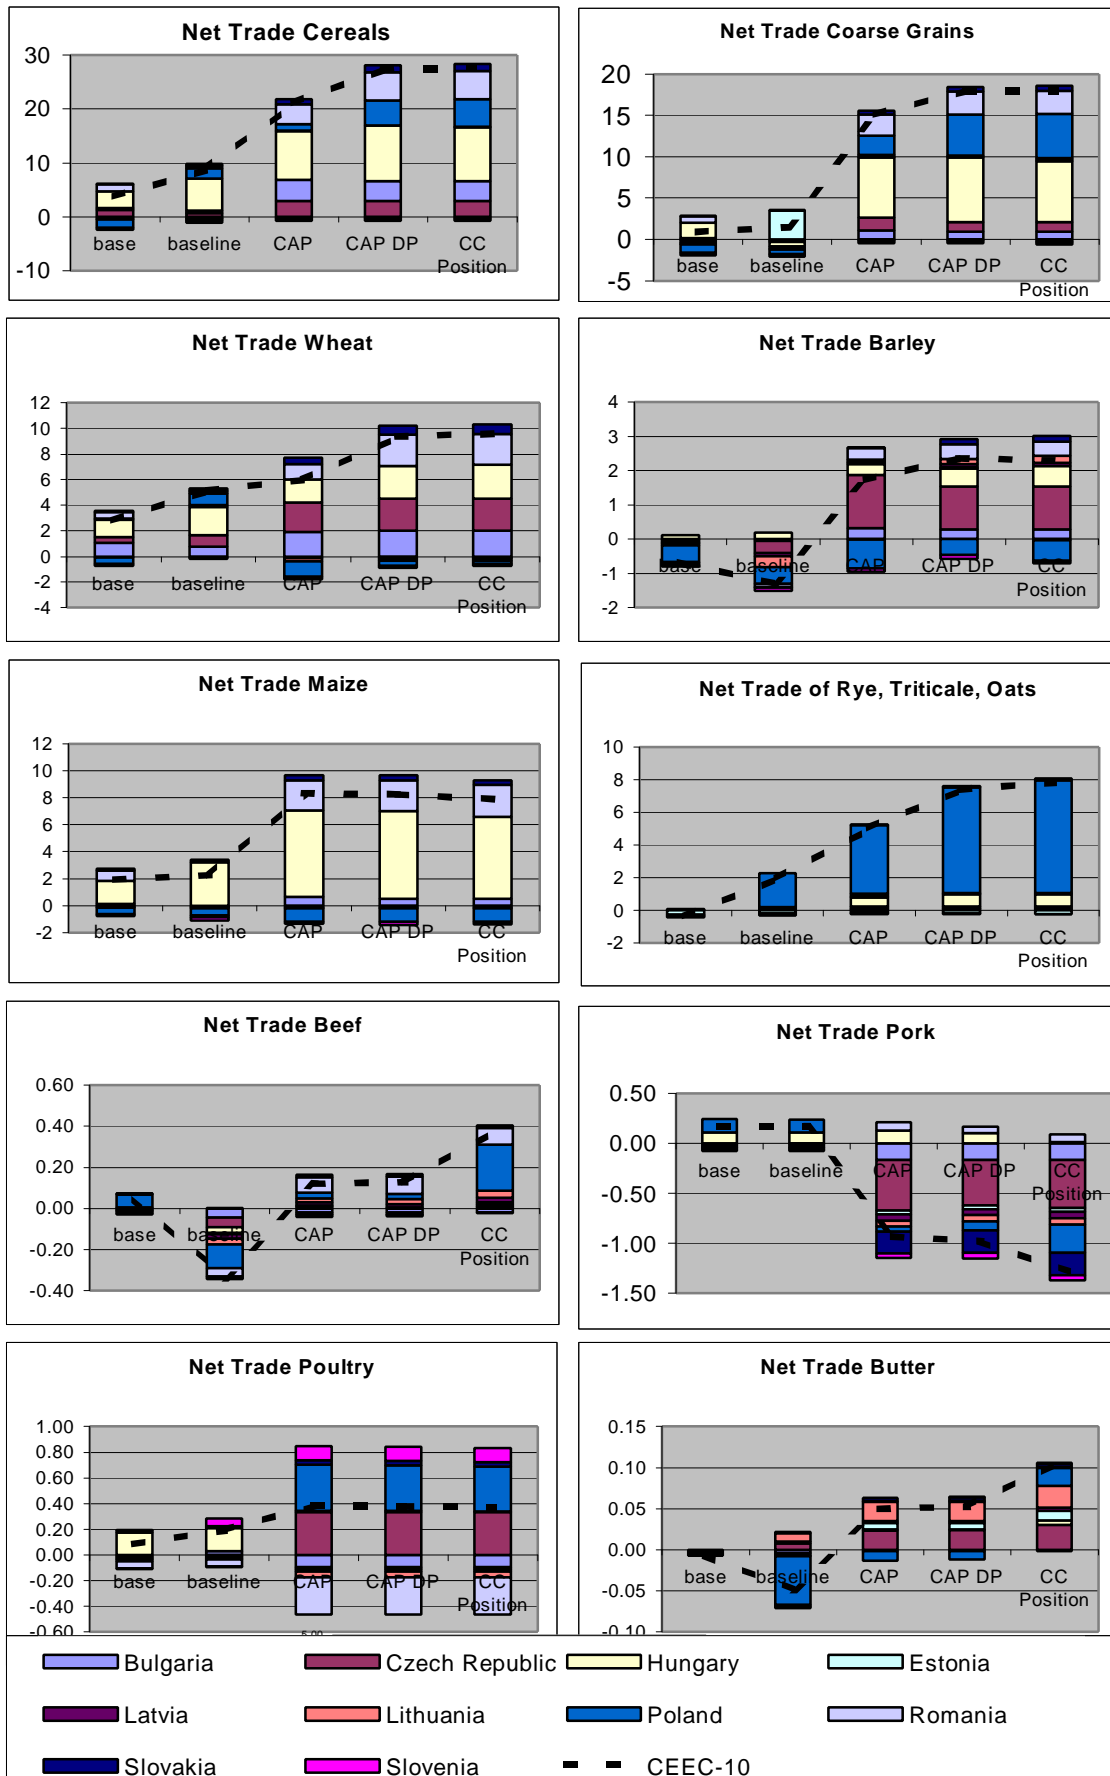 Net Trade Cereals
30
20
10
0
-10
base baseline CAP CAP DP CC
Position
Net Trade Coarse Grains
20
15
10
5
0
-5
base baseline CAP CAP DP CC
Position
Net Trade Wheat
12
10
8
6
4
2
0
-2
-4
base baseline CAP CAP DP CC
Position
Net Trade Barley
4
3
2
1
0
-1
-2
base baseline CAP CAP DP CC
Position
Net Trade Maize
12
10
8
6
4
2
0
-2
base baseline CAP CAP DP CC
Position
Net Trade of Rye, Triticale, Oats
10
8
6
4
2
0
-2
base baseline CAP CAP DP CC
Position
Net Trade Beef
0.60
0.40
0.20
0.00
-0.20
-0.40
base baseline CAP CAP DP CC
Position
Net Trade Pork
0.50
0.00
-0.50
-1.00
-1.50
base baseline CAP CAP DP CC
Position
Net Trade Poultry
1.00
0.80
0.60
0.40
0.20
0.00
-0.20
-0.40
-0.60
base baseline CAP CAP DP CC
Position
Net Trade Butter
0.15
0.10
0.05
0.00
-0.05
-0.10
base baseline CAP CAP DP CC
Position
Bulgaria Czech Republic Hungary Estonia
Latvia Lithuania Poland Romania
Slovakia Slovenia CEEC-10